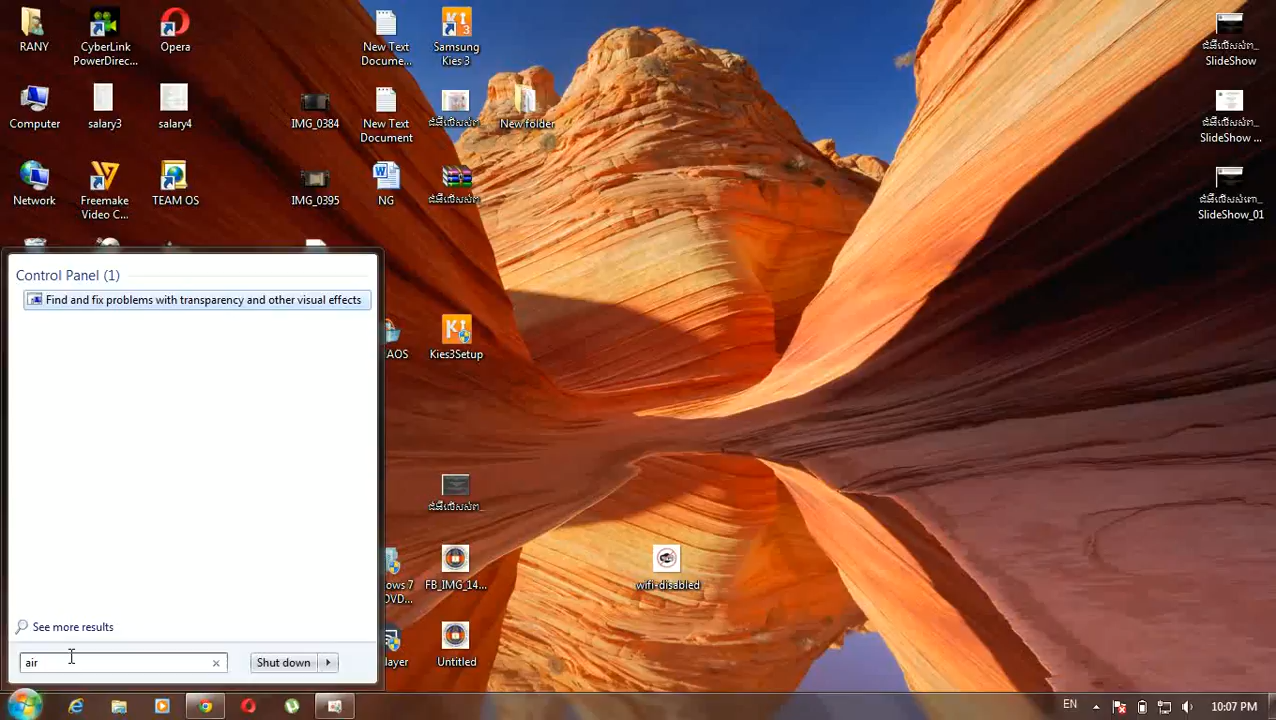 RANY
CyberLink
PowerDirec...
Opera
New Text
Docume...
Samsung
Kies 3
SlideShow
Computer
salary3
salary4
IMG_0384
New Text
Document
New folder
SlideShow ...
Network
Freemake
Video C...
TEAM OS
IMG_0395
NG
SlideShow_01
Control Panel (1)
Find and fix problems with transparency and other visual effects
AOS
Kies3Setup
ows 7
DVD...
FB_IMG_14...
wifi-disabled
See more results
layer
Untitled
air
Shut down
EN
10:07 PM